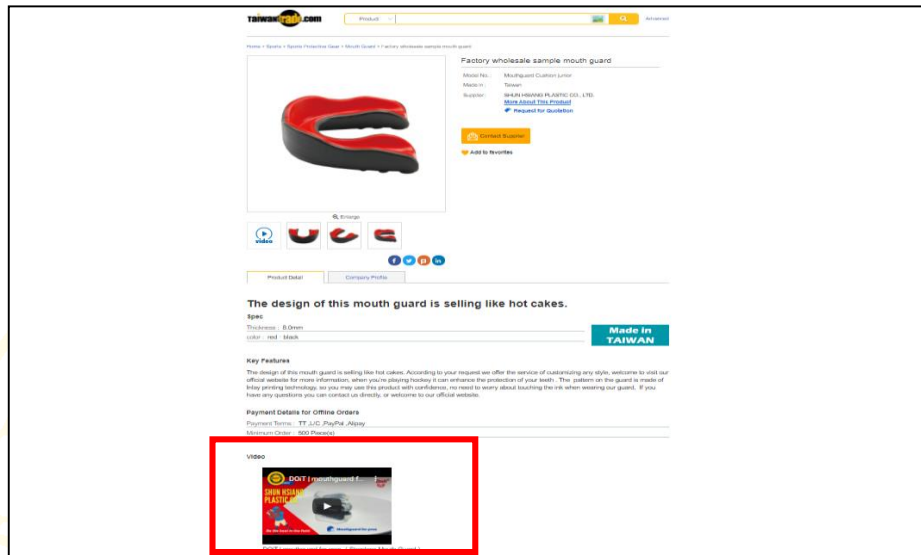 Taiwantrade.com
Product
Advanced
Home > Sports > Sports Protective Gear > Mouth Guard > Factory wholesale sample mouth guard
Factory wholesale sample mouth guard
Model No.: Mouthguard Cushion junior
Made in: Taiwan
Supplier: SHUN HSIANG PLASTIC CO., LTD.
More About This Product
Request for Quotation
Contact Supplier
Add to favorites
Enlarge
video
Product Detail
Company Profile
The design of this mouth guard is selling like hot cakes.
Spec
Thickness : 8.0mm
color : red、black
Made in
TAIWAN
Key Features
The design of this mouth guard is selling like hot cakes. According to your request we offer the service of customizing any style, welcome to visit our
official website for more information, when you're playing hockey it can enhance the protection of your teeth . The pattern on the guard is made of
Inlay printing technology, so you may use this product with confidence, no need to worry about touching the ink when wearing our guard. If you
have any questions you can contact us directly, or welcome to our official website.
Payment Details for Offline Orders
Payment Terms : TT ,L/C ,PayPal ,Alipay
Minimum Order : 500 Piece(s)
Video
DOiT ( mouthguard f...
SHUN HSIANG
PLASTIC
Mouthguard for you